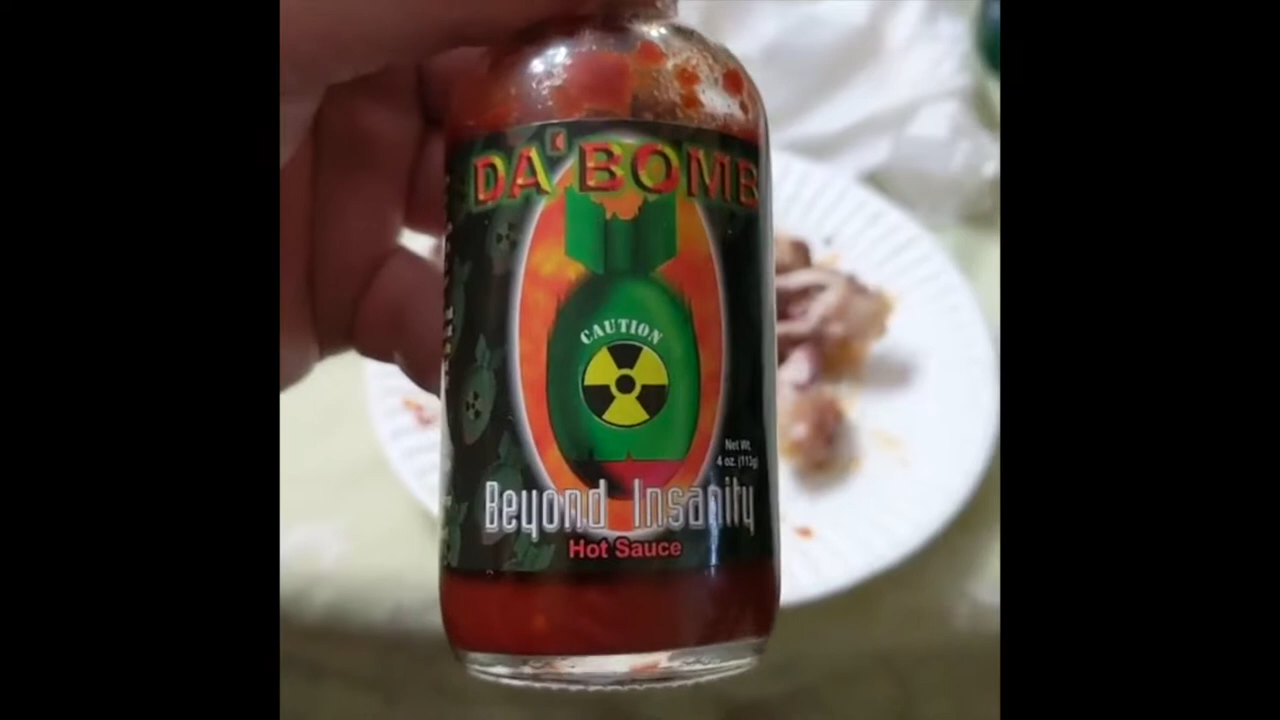 DA'BOMB
CAUTION
Net Wt.
4 oz. (113g)
Beyond Insanity
Hot Sauce